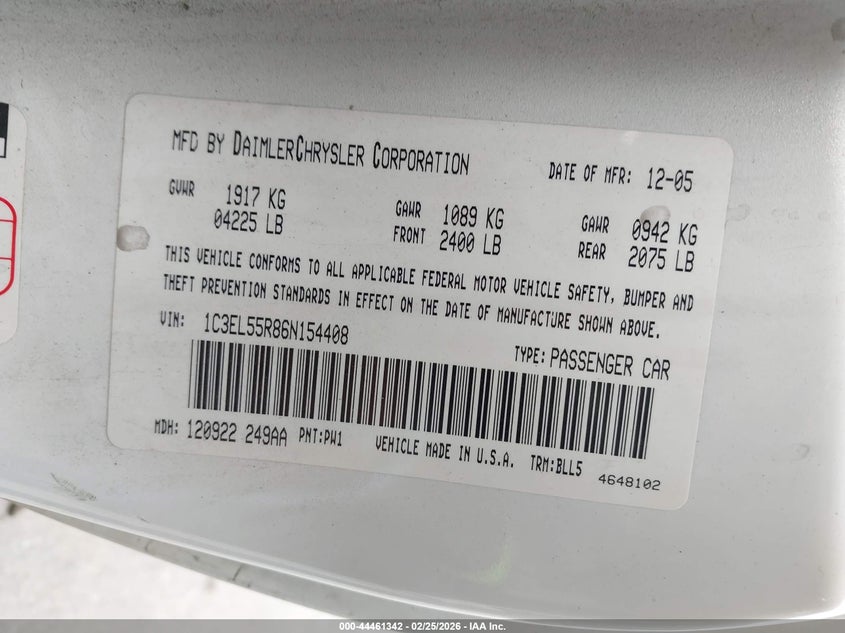 MFD BY DAIMLERCHRYSLER CORPORATION
DATE OF MFR: 12-05
GVWR 1917 KG
04225 LB
GAWR FRONT 1089 KG
2400 LB
GAWR REAR 0942 KG
2075 LB
THIS VEHICLE CONFORMS TO ALL APPLICABLE FEDERAL MOTOR VEHICLE SAFETY, BUMPER AND
THEFT PREVENTION STANDARDS IN EFFECT ON THE DATE OF MANUFACTURE SHOWN ABOVE.
VIN: 1C3EL55R86N154408
TYPE: PASSENGER CAR
MDH: 120922 249AA PNT:PW1 VEHICLE MADE IN U.S.A. TRM:BLL5
4648102
000-44461342 - 02/25/2026 - IAA Inc.